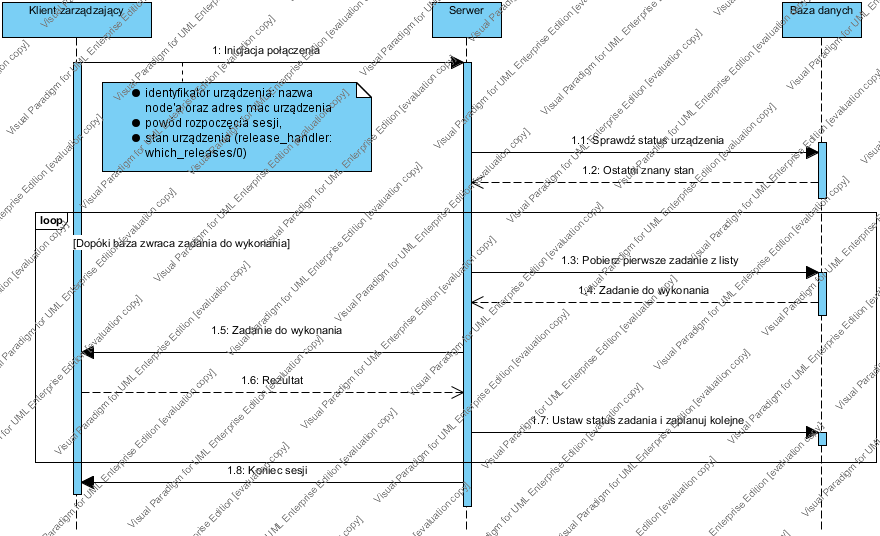 Klient zarządzający
Serwer
Baza danych
1: Inicjacja połączenia
identyfikator urządzenia: nazwa
node'a oraz adres mac urządzenia
powód rozpoczęcia sesji,
stan urządzenia (release_handler:
which_releases/0)
1.1: Sprawdź status urządzenia
1.2: Ostatni znany stan
loop
[Dopóki baza zwraca zadania do wykonania]
1.3: Pobierz pierwsze zadanie z listy
1.4: Zadanie do wykonania
1.5: Zadanie do wykonania
1.6: Rezultat
1.7: Ustaw status zadania i zaplanuj kolejne
1.8: Koniec sesji
Visual Paradigm for UML Enterprise Edition [evaluation copy]